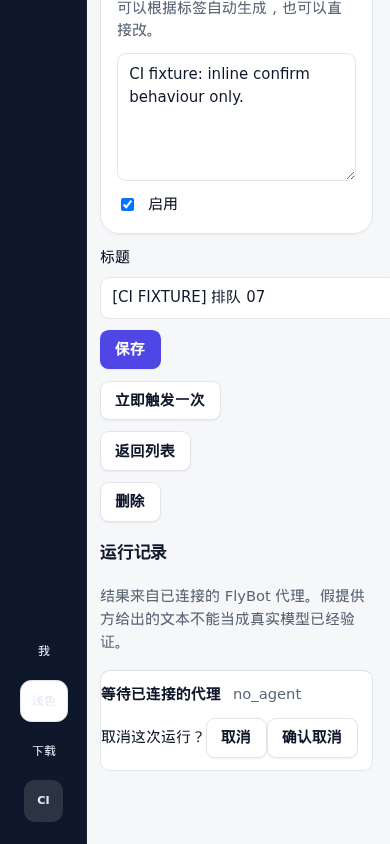 可以根据标签自动生成，也可以直
接改。
CI fixture: inline confirm
behaviour only.
启用
标题
[CI FIXTURE] 排队 07
保存
立即触发一次
返回列表
删除
运行记录
结果来自已连接的 FlyBot 代理。假提供
方给出的文本不能当成真实模型已经验
证。
等待已连接的代理 no_agent
取消这次运行？ 取消 确认取消
我
浅色
下载
CI